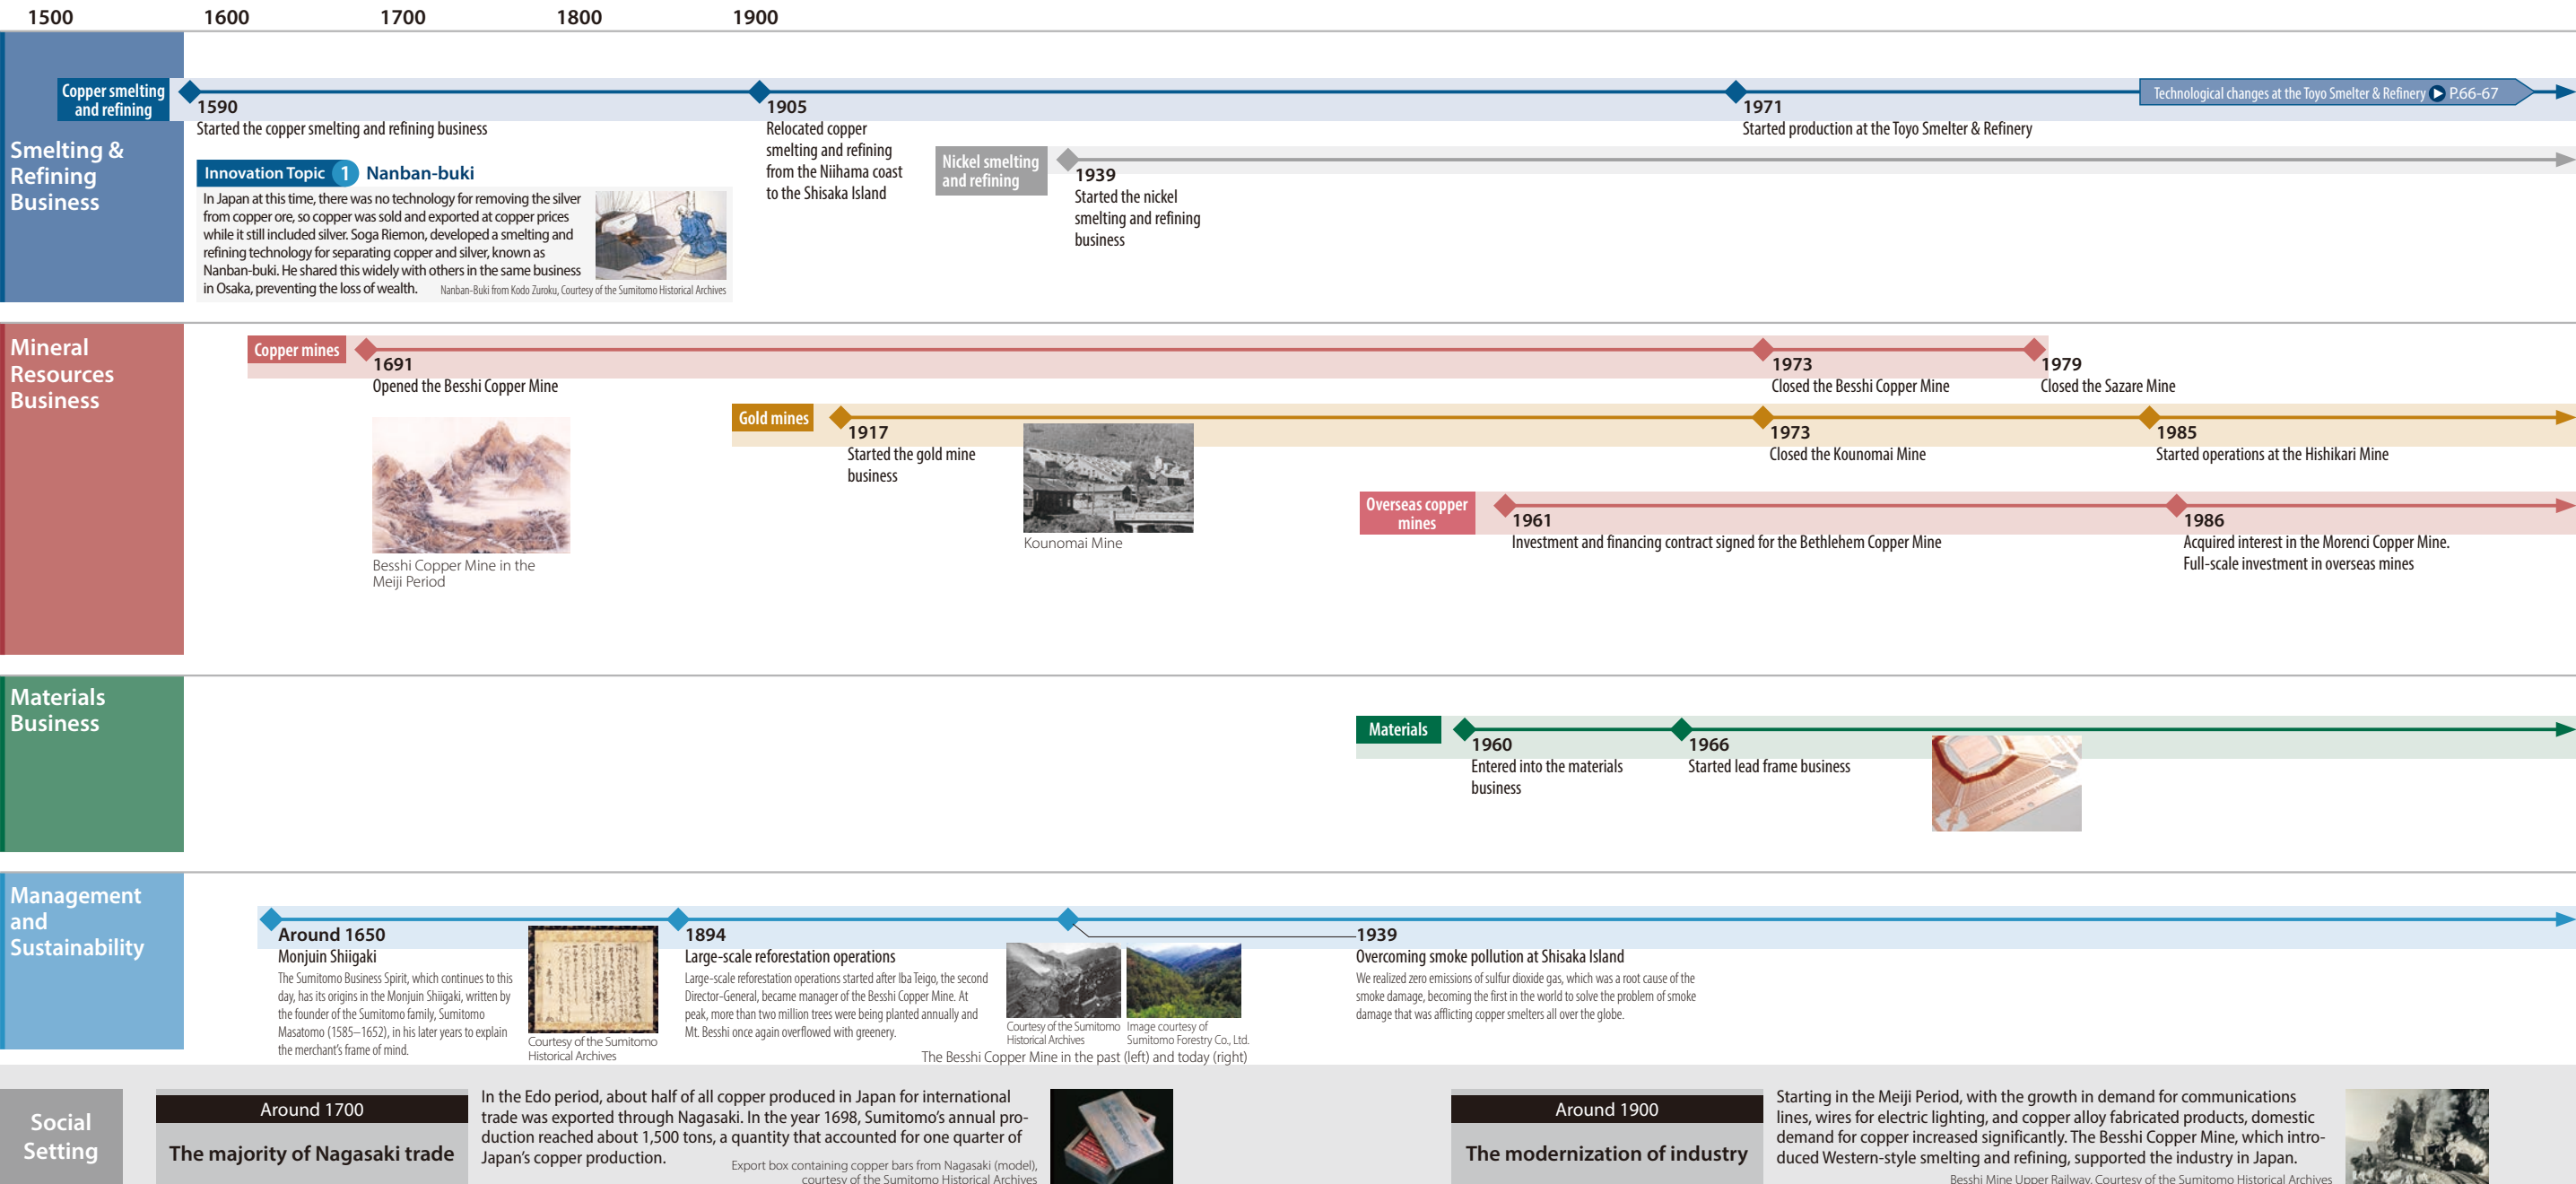 1500
1600
1700
1800
1900
Smelting &
Refining
Business
Copper smelting
and refining
1590
Started the copper smelting and refining business
1905
Relocated copper
smelting and refining
from the Niihama coast
to the Shisaka Island
1971
Started production at the Toyo Smelter & Refinery
Technological changes at the Toyo Smelter & Refinery P.66-67
Innovation Topic 1 Nanban-buki
In Japan at this time, there was no technology for removing the silver
from copper ore, so copper was sold and exported at copper prices
while it still included silver. Soga Riemon, developed a smelting and
refining technology for separating copper and silver, known as
Nanban-buki. He shared this widely with others in the same business
in Osaka, preventing the loss of wealth.
Nanban-Buki from Kodo Zuroku, Courtesy of the Sumitomo Historical Archives
Nickel smelting
and refining
1939
Started the nickel
smelting and refining
business
Mineral
Resources
Business
Copper mines
1691
Opened the Besshi Copper Mine
1973
Closed the Besshi Copper Mine
1979
Closed the Sazare Mine
Besshi Copper Mine in the
Meiji Period
Gold mines
1917
Started the gold mine
business
Kounomai Mine
1973
Closed the Kounomai Mine
1985
Started operations at the Hishikari Mine
Overseas copper
mines
1961
Investment and financing contract signed for the Bethlehem Copper Mine
1986
Acquired interest in the Morenci Copper Mine.
Full-scale investment in overseas mines
Materials
Business
Materials
1960
Entered into the materials
business
1966
Started lead frame business
Management
and
Sustainability
Around 1650
Monjuin Shiigaki
The Sumitomo Business Spirit, which continues to this
day, has its origins in the Monjuin Shiigaki, written by
the founder of the Sumitomo family, Sumitomo
Masatomo (1585–1652), in his later years to explain
the merchant's frame of mind.
Courtesy of the Sumitomo
Historical Archives
1894
Large-scale reforestation operations
Large-scale reforestation operations started after Iba Teigo, the second
Director-General, became manager of the Besshi Copper Mine. At
peak, more than two million trees were being planted annually and
Mt. Besshi once again overflowed with greenery.
Courtesy of the Sumitomo
Historical Archives
Image courtesy of
Sumitomo Forestry Co., Ltd.
The Besshi Copper Mine in the past (left) and today (right)
1939
Overcoming smoke pollution at Shisaka Island
We realized zero emissions of sulfur dioxide gas, which was a root cause of the
smoke damage, becoming the first in the world to solve the problem of smoke
damage that was afflicting copper smelters all over the globe.
Social
Setting
Around 1700
The majority of Nagasaki trade
In the Edo period, about half of all copper produced in Japan for international
trade was exported through Nagasaki. In the year 1698, Sumitomo's annual pro-
duction reached about 1,500 tons, a quantity that accounted for one quarter of
Japan's copper production.
Export box containing copper bars from Nagasaki (model),
courtesy of the Sumitomo Historical Archives
Around 1900
The modernization of industry
Starting in the Meiji Period, with the growth in demand for communications
lines, wires for electric lighting, and copper alloy fabricated products, domestic
demand for copper increased significantly. The Besshi Copper Mine, which intro-
duced Western-style smelting and refining, supported the industry in Japan.
Besshi Mine Upper Railway, Courtesy of the Sumitomo Historical Archives